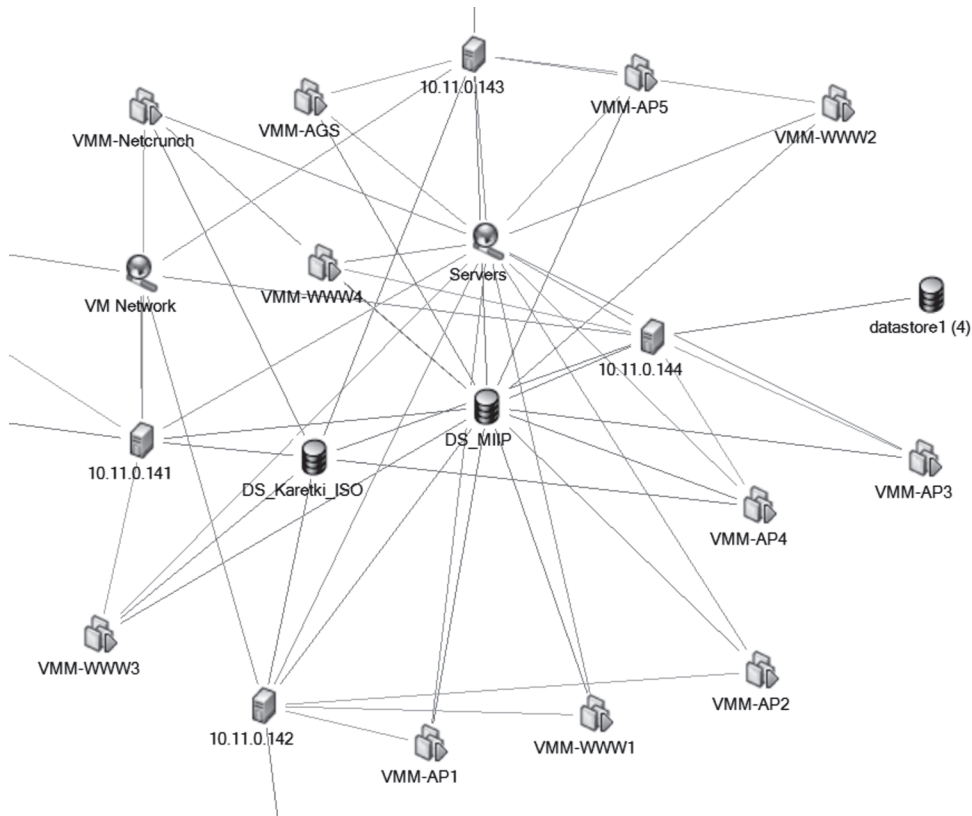 10.11.0.143
VMM-AP5
VMM-AGS
VMM-WWW2
VMM-Netcrunch
Servers
VMM-WWW4
VM Network
datastore1 (4)
10.11.0.144
DS_MIIP
10.11.0.141
DS_Karetki_ISO
VMM-AP3
VMM-AP4
VMM-WWW3
VMM-AP2
10.11.0.142
VMM-WWW1
VMM-AP1